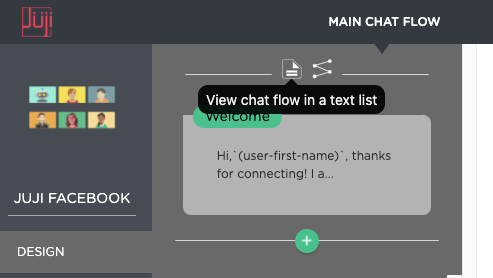 Juji
MAIN CHAT FLOW
View chat flow in a text list
Welcome
Hi,`(user-first-name)`, thanks
for connecting! I a...
JUJI FACEBOOK
DESIGN